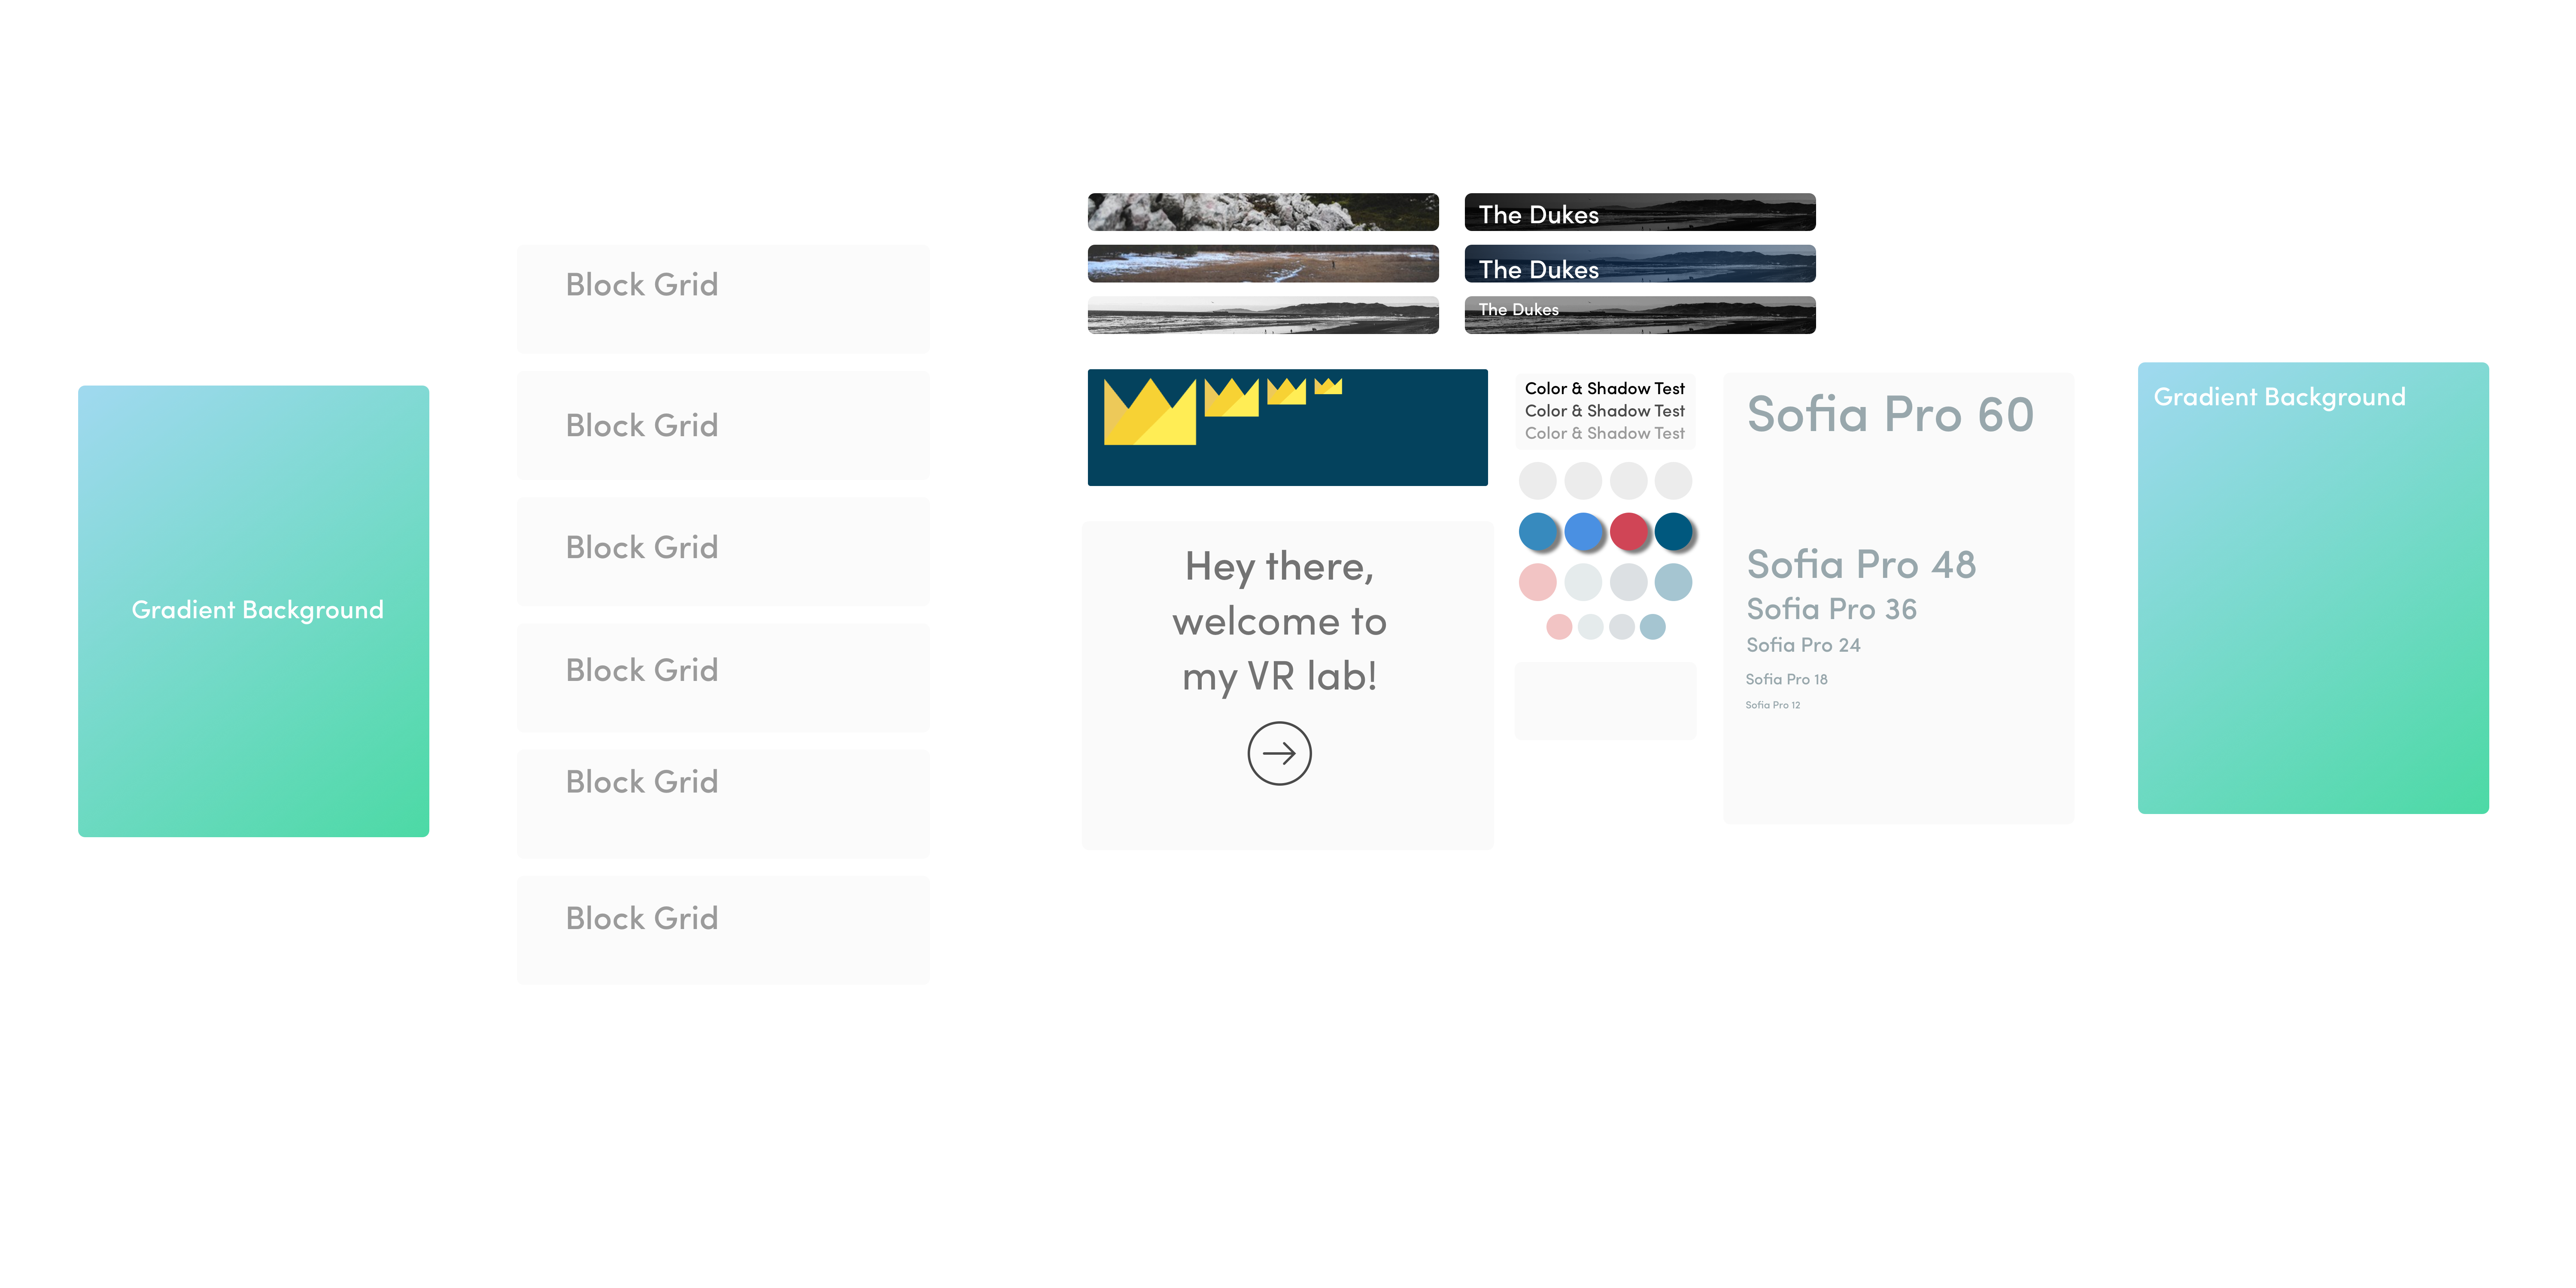 Gradient Background
Block Grid
Block Grid
Block Grid
Block Grid
Block Grid
Block Grid
The Dukes
The Dukes
The Dukes
Hey there,
welcome to
my VR lab!
Color & Shadow Test
Color & Shadow Test
Color & Shadow Test
Sofia Pro 60
Sofia Pro 48
Sofia Pro 36
Sofia Pro 24
Sofia Pro 18
Sofia Pro 12
Gradient Background